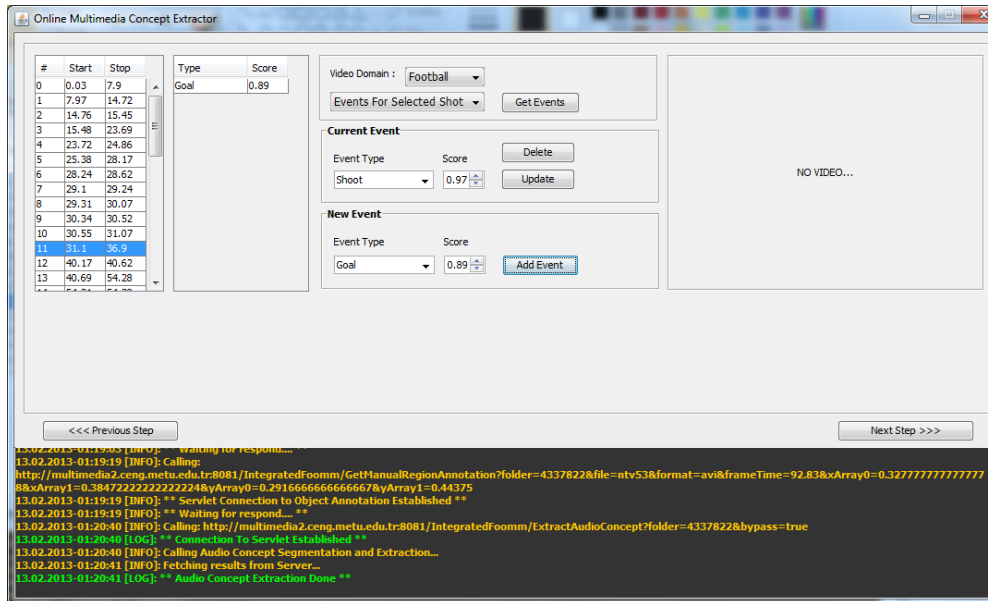 Online Multimedia Concept Extractor
# Start Stop
0 0.03 7.9
1 7.97 14.72
2 14.76 15.45
3 15.48 23.69
4 23.72 24.86
5 25.38 28.17
6 28.24 28.62
7 29.1 29.24
8 29.31 30.07
9 30.34 30.52
10 30.55 31.07
11 31.1 36.9
12 40.17 40.62
13 40.69 54.28
Type Score
Goal 0.89
Video Domain : Football
Events For Selected Shot Get Events
Current Event
Event Type Score Delete
Shoot 0.97 Update
New Event
Event Type Score
Goal 0.89 Add Event
NO VIDEO...
<<< Previous Step Next Step >>>
13.02.2013-01:19:03 [INFO]: ** Waiting for respond.... **
13.02.2013-01:19:19 [INFO]: Calling:
http://multimedia2.ceng.metu.edu.tr:8081/IntegratedFoomm/GetManualRegionAnnotation?folder=4337822&file=ntv53&format=avi&frameTime=92.83&xArray0=0.327777777777777
8&xArray1=0.38472222222222224&yArray0=0.29166666666666667&yArray1=0.44375
13.02.2013-01:19:19 [INFO]: ** Servlet Connection to Object Annotation Established **
13.02.2013-01:19:19 [INFO]: ** Waiting for respond.... **
13.02.2013-01:20:40 [INFO]: Calling: http://multimedia2.ceng.metu.edu.tr:8081/IntegratedFoomm/ExtractAudioConcept?folder=4337822&bypass=true
13.02.2013-01:20:40 [LOG]: ** Connection To Servlet Established **
13.02.2013-01:20:40 [INFO]: Calling Audio Concept Segmentation and Extraction...
13.02.2013-01:20:41 [INFO]: Fetching results from Server...
13.02.2013-01:20:41 [LOG]: ** Audio Concept Extraction Done **